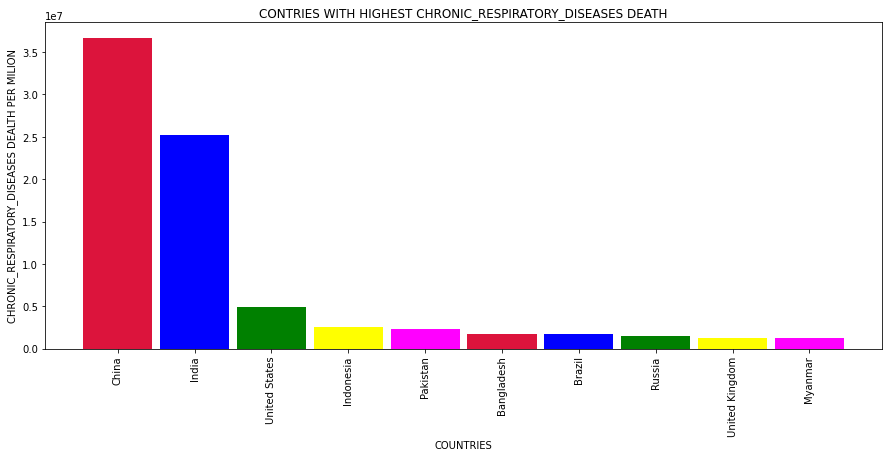 CONTRIES WITH HIGHEST CHRONIC_RESPIRATORY_DISEASES DEATH
1e7
CHRONIC_RESPIRATORY_DISEASES DEALTH PER MILION
3.5
3.0
2.5
2.0
1.5
1.0
0.5
0.0
China
India
United States
Indonesia
Pakistan
Bangladesh
Brazil
Russia
United Kingdom
Myanmar
COUNTRIES